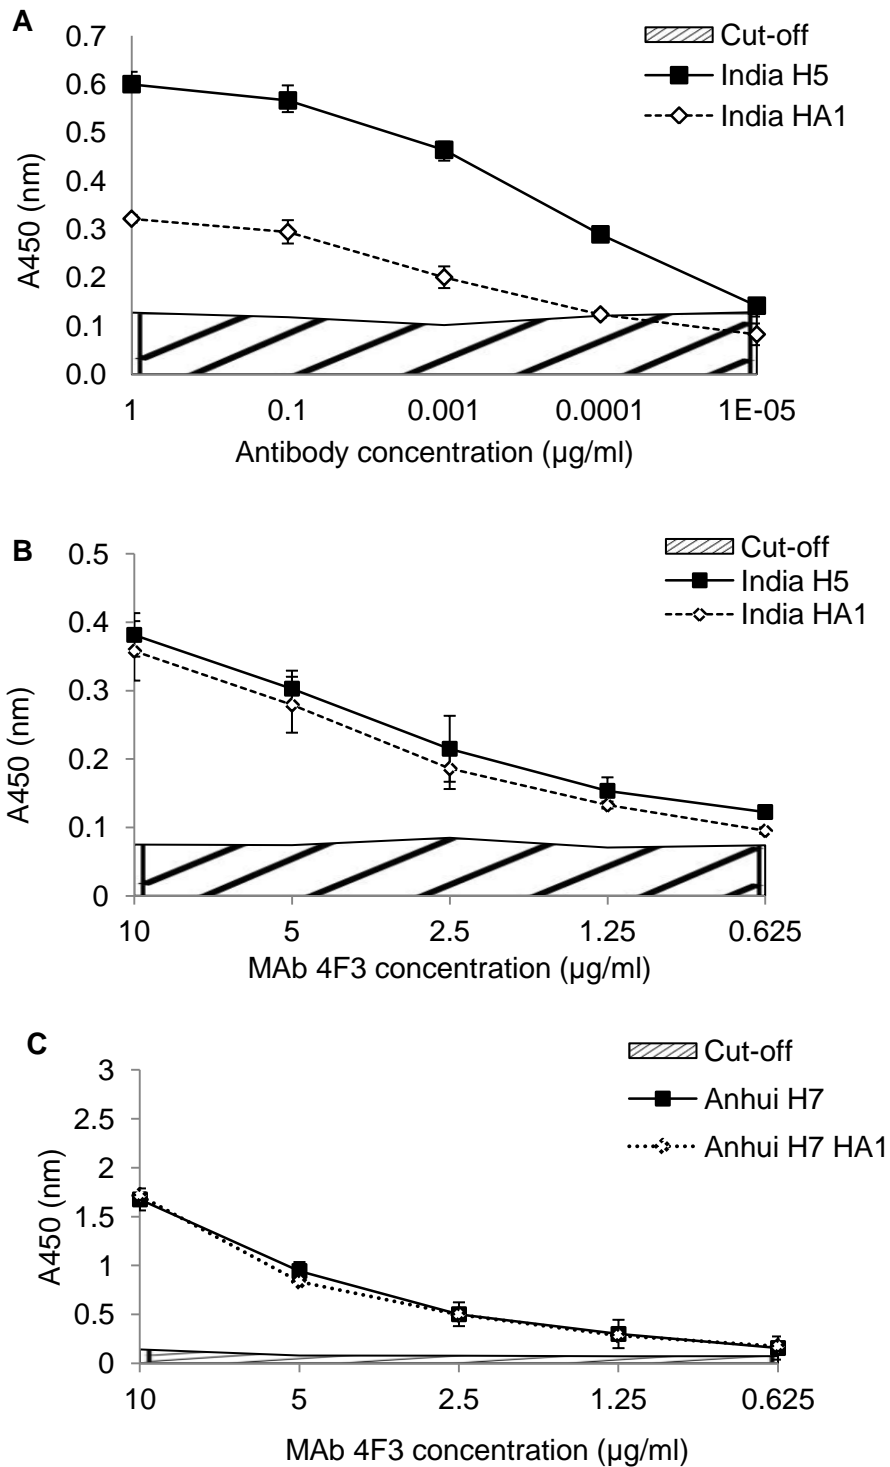 A
0.7
0.6
0.5
0.4
0.3
0.2
0.1
0.0
A450 (nm)
1 0.1 0.001 0.0001 1E-05
Antibody concentration (μg/ml)
Cut-off
India H5
India HA1
B
0.5
0.4
0.3
0.2
0.1
0
A450 (nm)
10 5 2.5 1.25 0.625
MAb 4F3 concentration (μg/ml)
Cut-off
India H5
India HA1
C
3
2.5
2
1.5
1
0.5
0
A450 (nm)
10 5 2.5 1.25 0.625
MAb 4F3 concentration (μg/ml)
Cut-off
Anhui H7
Anhui H7 HA1